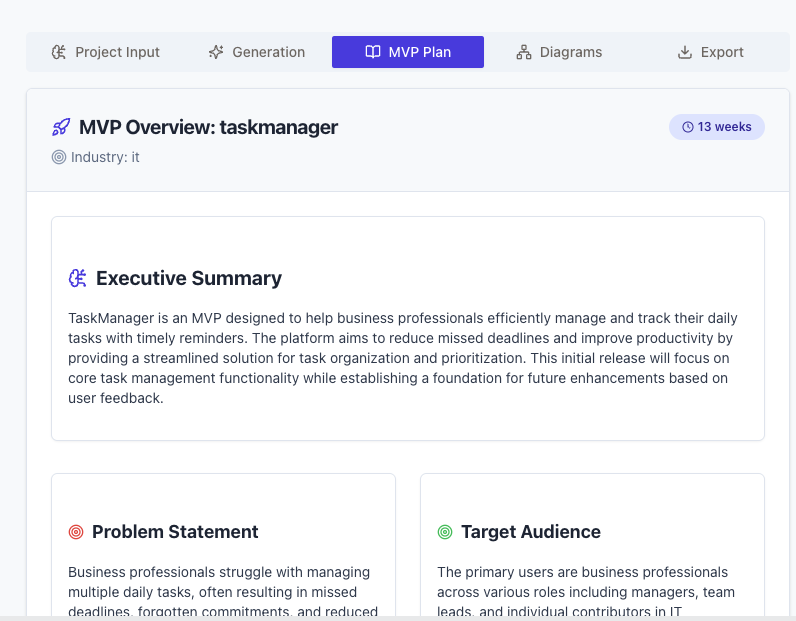 Project Input
Generation
MVP Plan
Diagrams
Export
MVP Overview: taskmanager
13 weeks
Industry: it
Executive Summary
TaskManager is an MVP designed to help business professionals efficiently manage and track their daily
tasks with timely reminders. The platform aims to reduce missed deadlines and improve productivity by
providing a streamlined solution for task organization and prioritization. This initial release will focus on
core task management functionality while establishing a foundation for future enhancements based on
user feedback.
Problem Statement
Business professionals struggle with managing
multiple daily tasks, often resulting in missed
deadlines, forgotten commitments, and reduced
Target Audience
The primary users are business professionals
across various roles including managers, team
leads, and individual contributors in IT